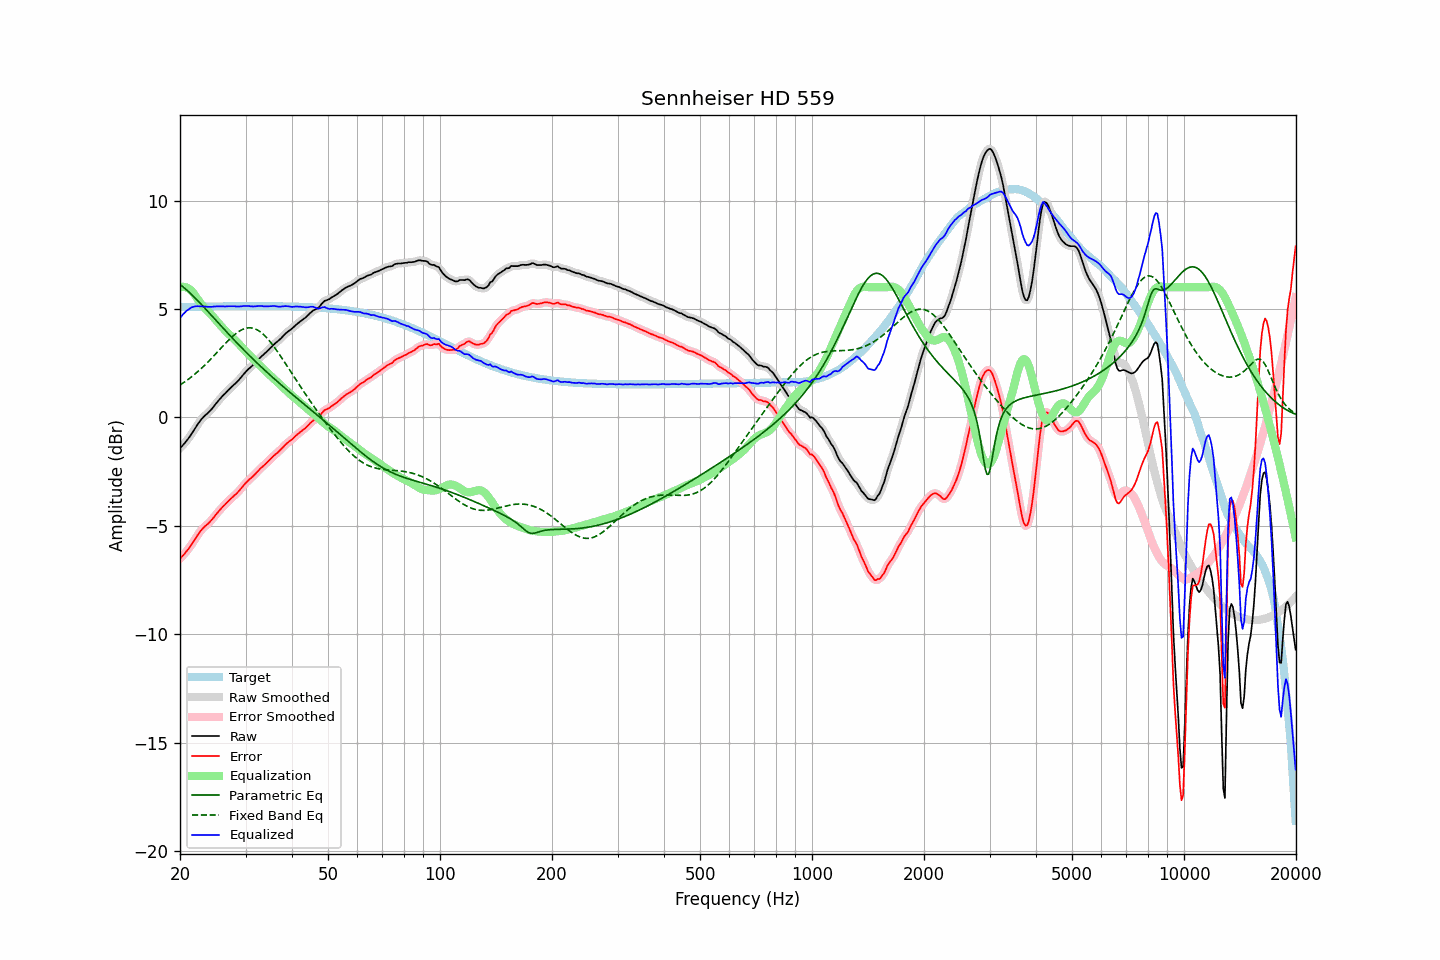 Sennheiser HD 559
Amplitude (dBr)
10
5
0
−5
−10
−15
−20
Target
Raw Smoothed
Error Smoothed
Raw
Error
Equalization
Parametric Eq
Fixed Band Eq
Equalized
20
50
100
200
500
1000
2000
5000
10000
20000
Frequency (Hz)